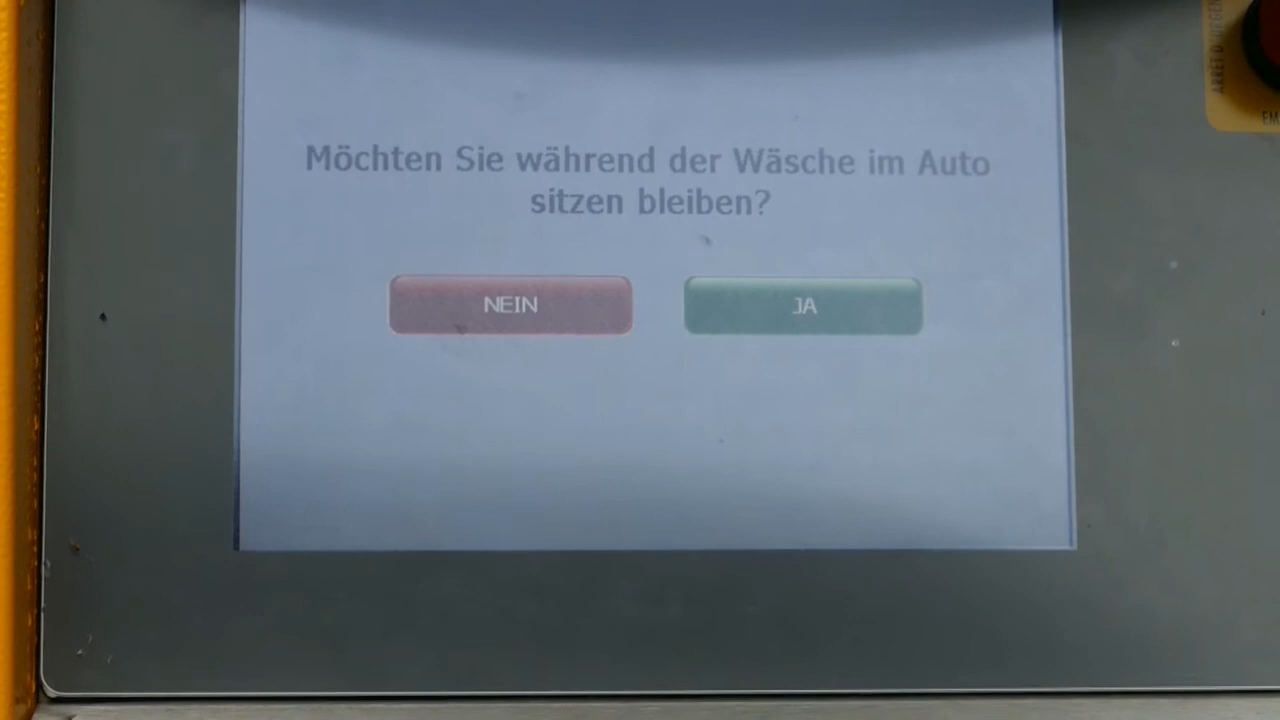 Möchten Sie während der Wäsche im Auto
sitzen bleiben?
NEIN
JA